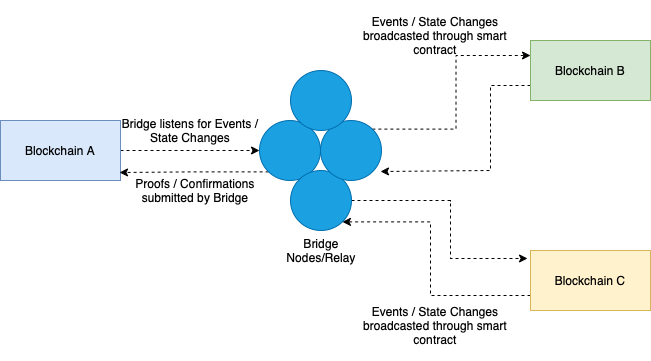 Events / State Changes
broadcasted through smart
contract
Blockchain B
Bridge listens for Events /
State Changes
Blockchain A
Proofs / Confirmations
submitted by Bridge
Bridge
Nodes/Relay
Blockchain C
Events / State Changes
broadcasted through smart
contract